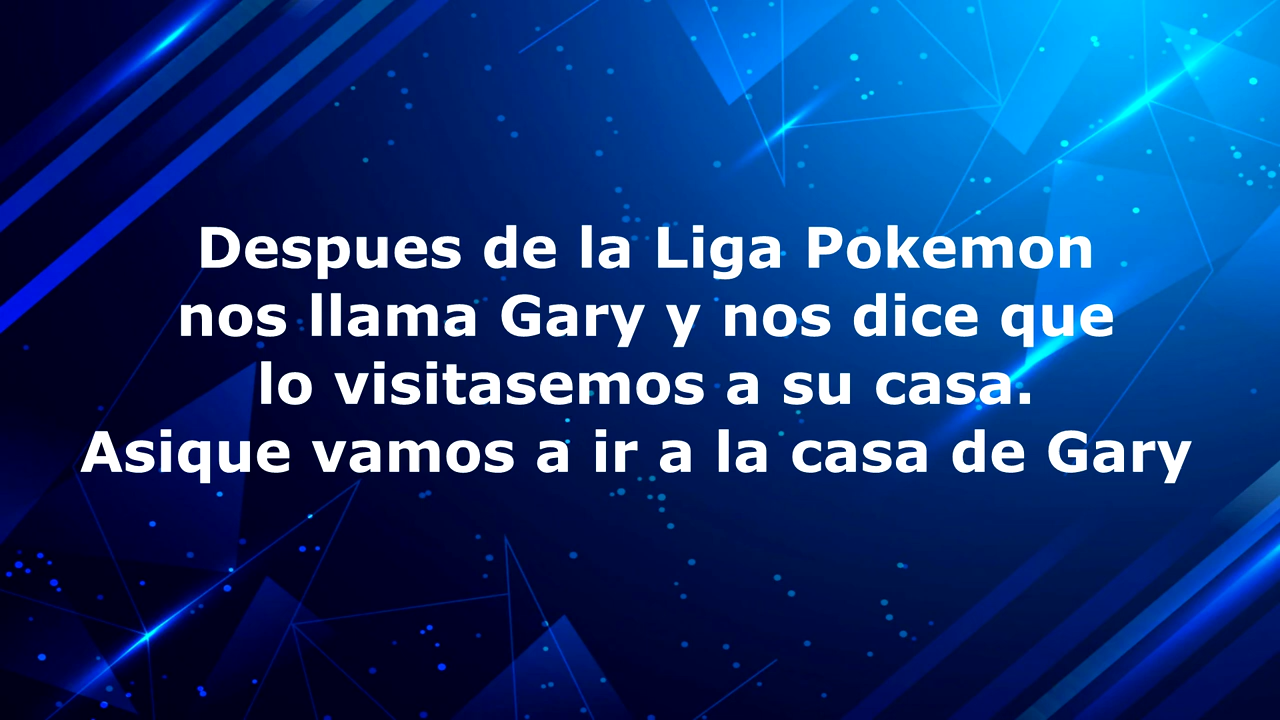 Despues de la Liga Pokemon
nos llama Gary y nos dice que
lo visitasemos a su casa.
Asique vamos a ir a la casa de Gary